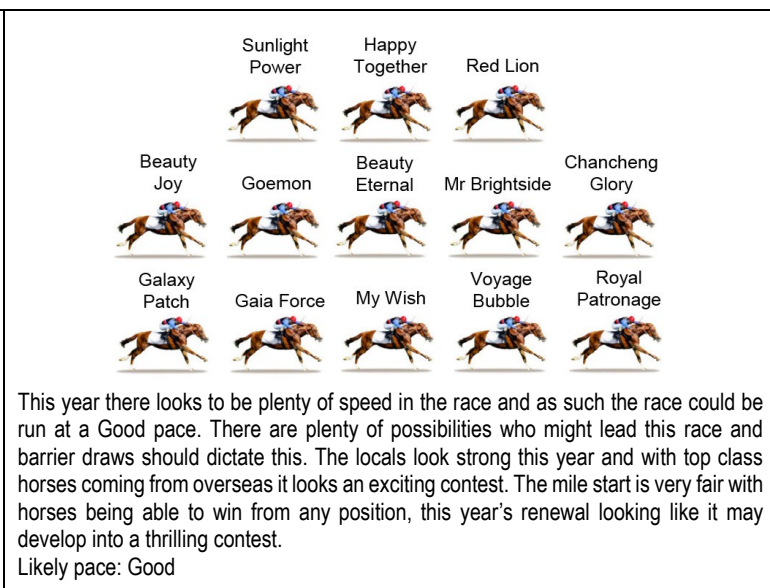 Sunlight Power
Happy Together
Red Lion
Beauty Joy
Goemon
Beauty Eternal
Mr Brightside
Chancheng Glory
Galaxy Patch
Gaia Force
My Wish
Voyage Bubble
Royal Patronage
This year there looks to be plenty of speed in the race and as such the race could be
run at a Good pace. There are plenty of possibilities who might lead this race and
barrier draws should dictate this. The locals look strong this year and with top class
horses coming from overseas it looks an exciting contest. The mile start is very fair with
horses being able to win from any position, this year’s renewal looking like it may
develop into a thrilling contest.
Likely pace: Good